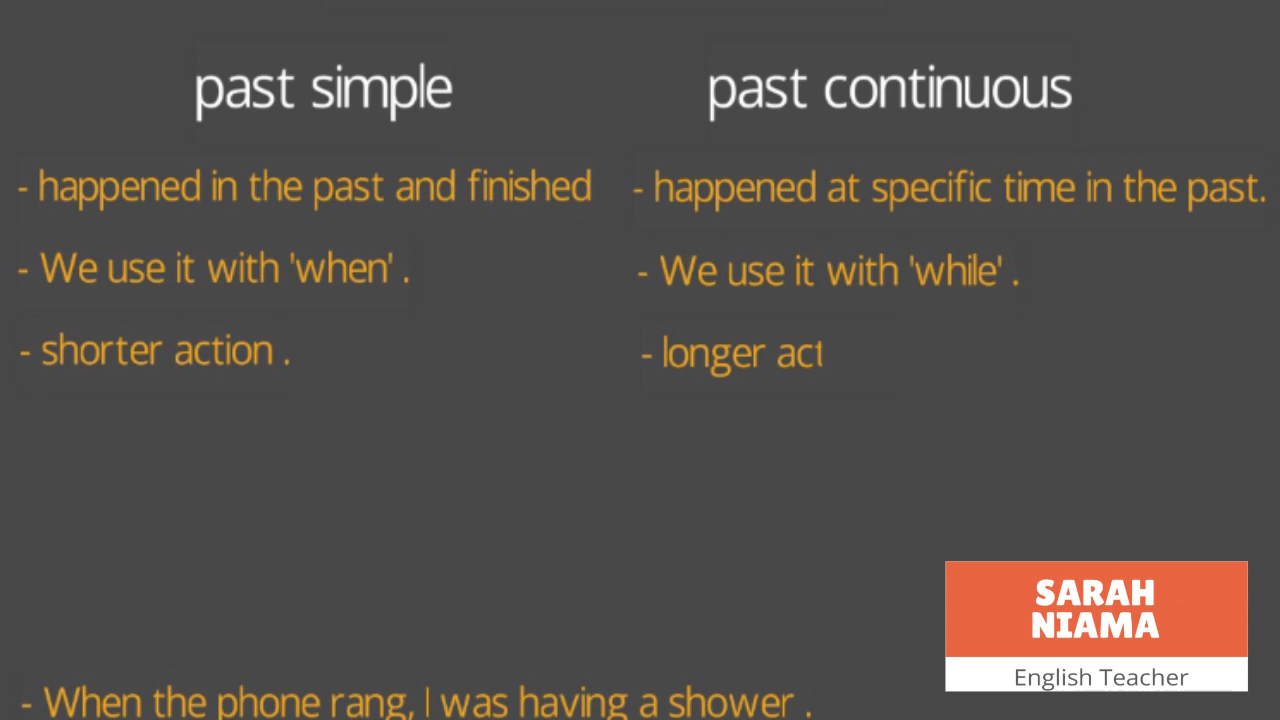 past simple
past continuous
- happened in the past and finished
- happened at specific time in the past.
- We use it with 'when' .
- We use it with 'while' .
- shorter action .
- longer act
- When the phone rang, I was having a shower .
SARAH
NIAMA
English Teacher